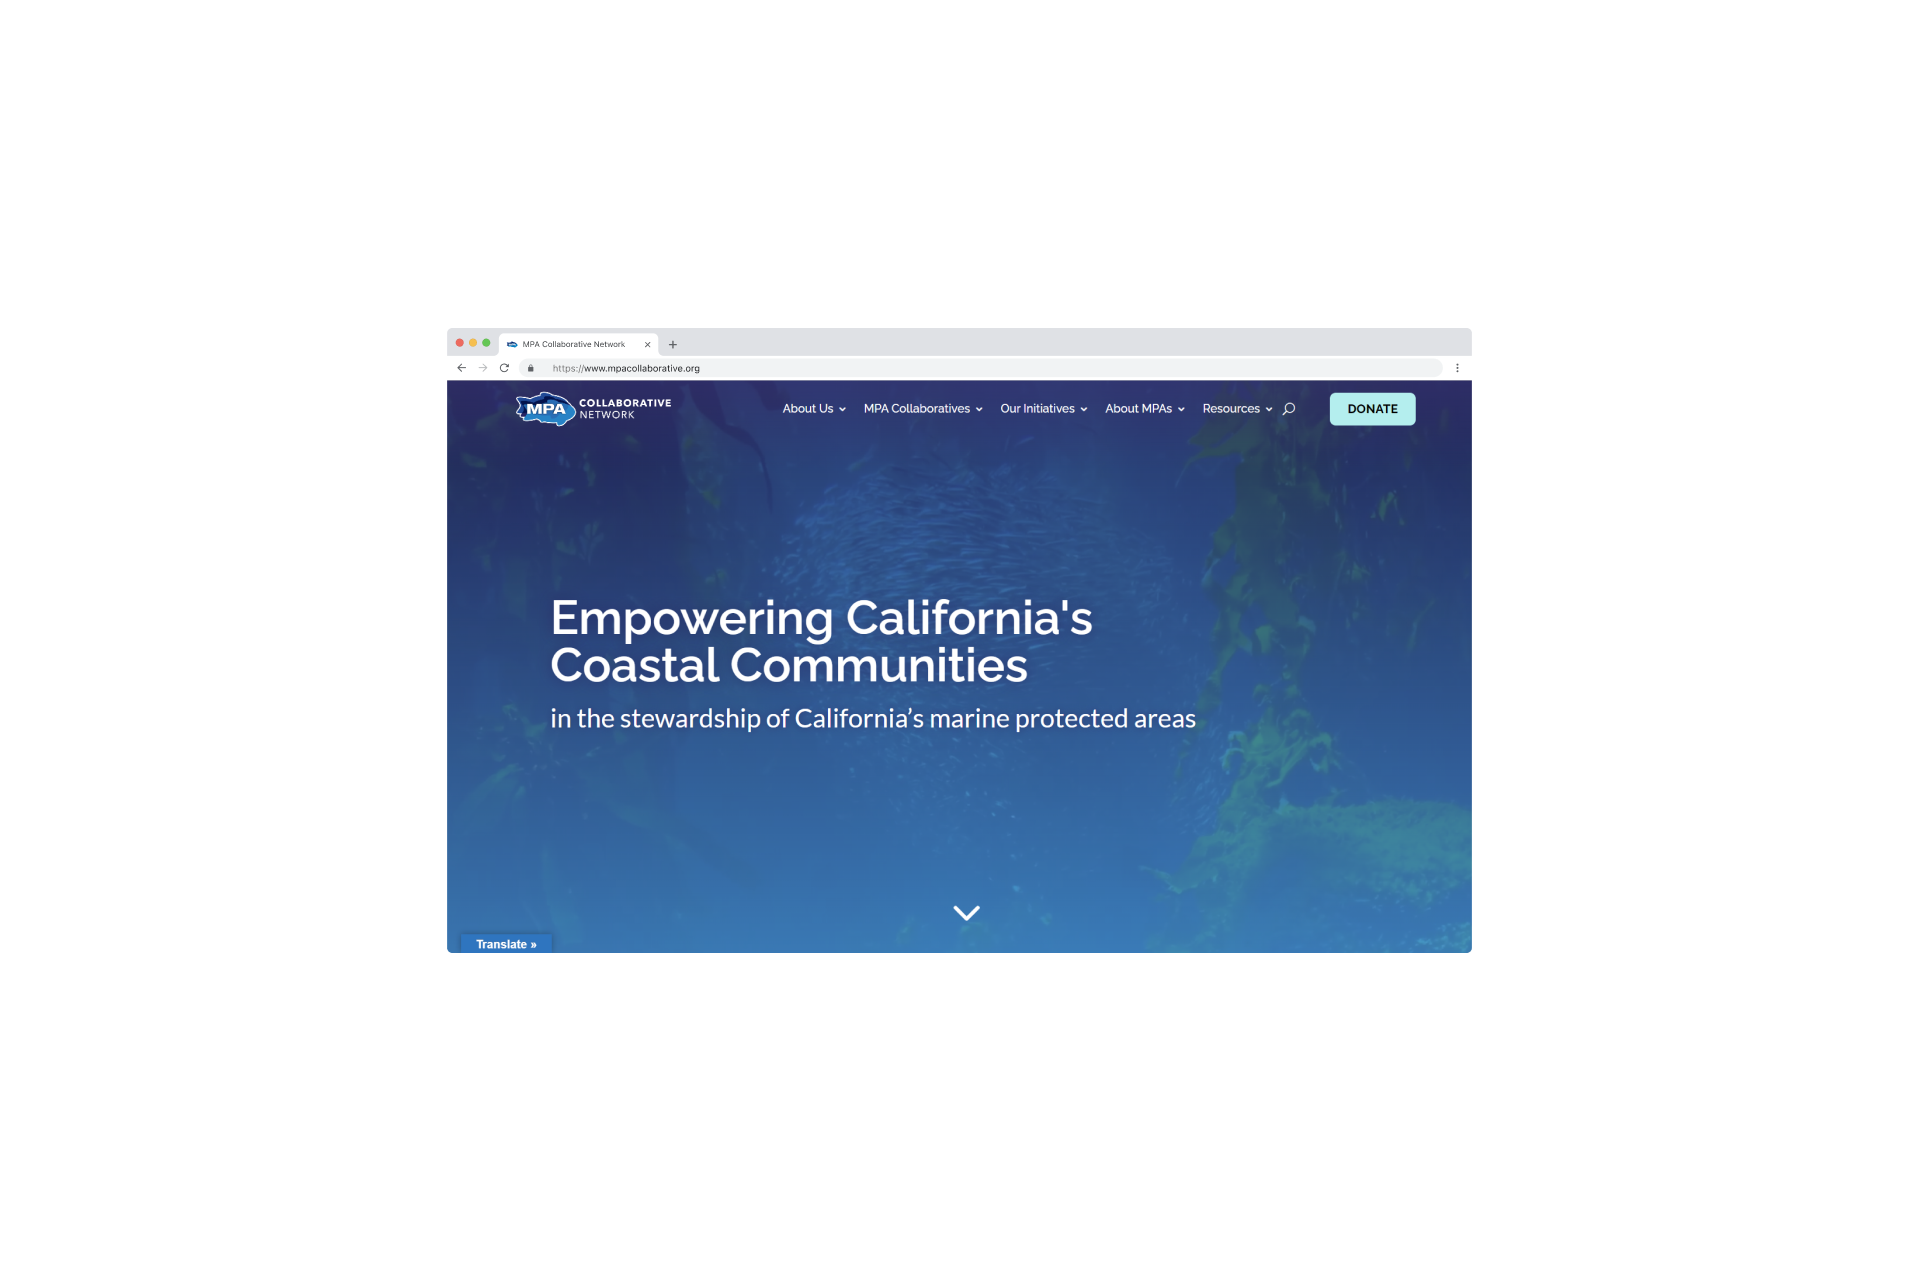 MPA Collaborative Network
https://www.mpacollaborative.org
MPA COLLABORATIVE
NETWORK
About Us
MPA Collaboratives
Our Initiatives
About MPAs
Resources
DONATE
Empowering California's
Coastal Communities
in the stewardship of California’s marine protected areas
Translate »